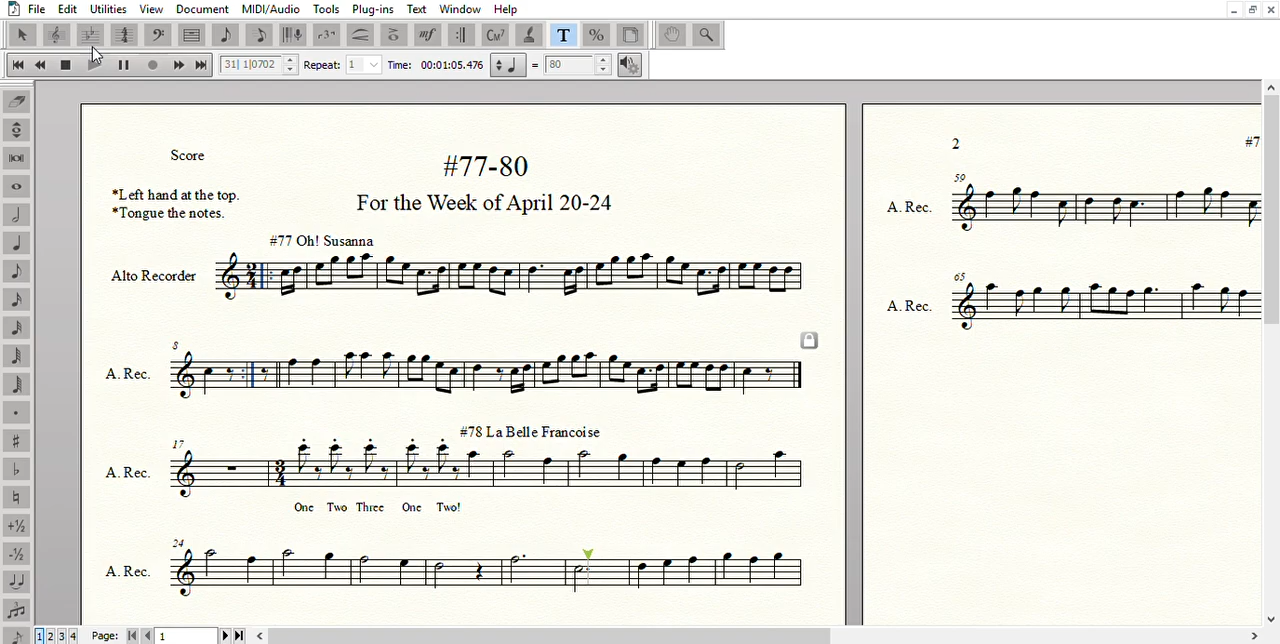 File Edit Utilities View Document MIDI/Audio Tools Plug-ins Text Window Help
CM7 T %
31| 1|0702 Repeat: 1 Time: 00:01:05.476 = 80
Score
#77-80
*Left hand at the top.
*Tongue the notes.
For the Week of April 20-24
#77 Oh! Susanna
Alto Recorder
8
A. Rec.
#78 La Belle Francoise
17
A. Rec.
One Two Three One Two!
24
A. Rec.
2 #7
59
A. Rec.
65
A. Rec.
1 2 3 4 Page: 1